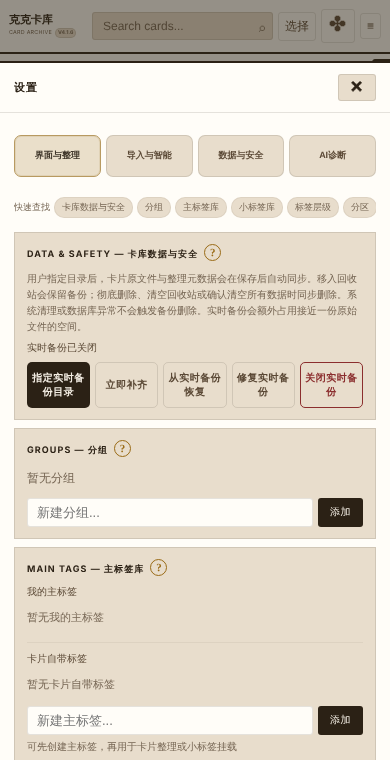 克克卡库
CARD ARCHIVE V4.1.0
Search cards...
选择
设置
界面与整理
导入与智能
数据与安全
AI诊断
快速查找 卡库数据与安全 分组 主标签库 小标签库 标签层级 分区
DATA & SAFETY — 卡库数据与安全 ?
用户指定目录后，卡片原文件与整理元数据会在保存后自动同步。移入回收
站会保留备份；彻底删除、清空回收站或确认清空所有数据时同步删除。系
统清理或数据库异常不会触发备份删除。实时备份会额外占用接近一份原始
文件的空间。
实时备份已关闭
指定实时备
份目录
立即补齐
从实时备份
恢复
修复实时备
份
关闭实时备
份
GROUPS — 分组 ?
暂无分组
新建分组...
添加
MAIN TAGS — 主标签库 ?
我的主标签
暂无我的主标签
卡片自带标签
暂无卡片自带标签
新建主标签...
添加
可先创建主标签，再用于卡片整理或小标签挂载